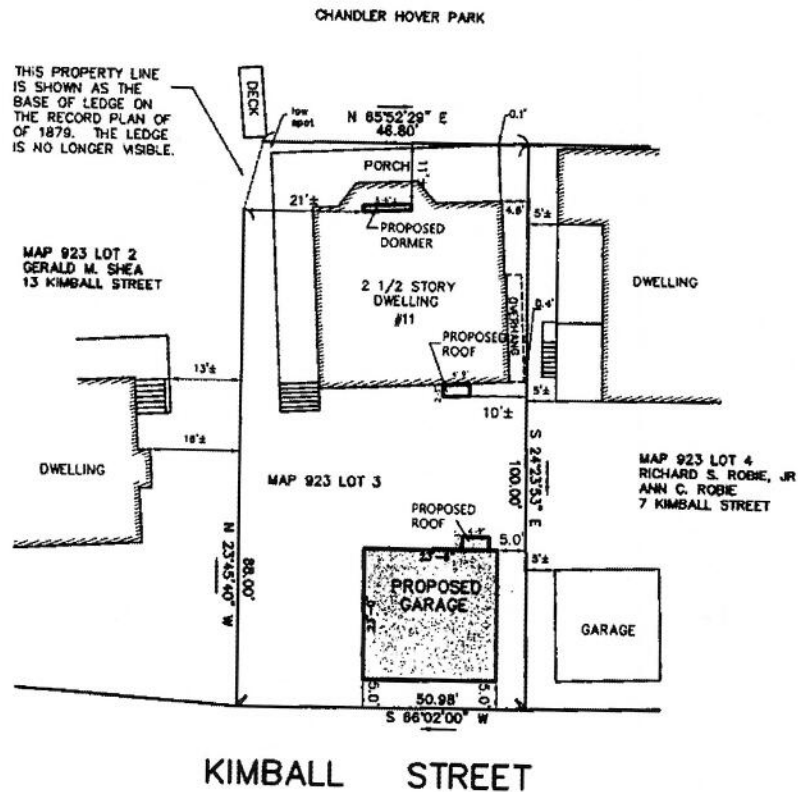 CHANDLER HOVER PARK
THIS PROPERTY LINE
IS SHOWN AS THE
BASE OF LEDGE ON
THE RECORD PLAN OF
OF 1879. THE LEDGE
IS NO LONGER VISIBLE.
DECK
low
spot
N 65°52'29" E
46.80'
0.1'
PORCH
11'
21'±
4.6'
5'±
PROPOSED
DORMER
MAP 923 LOT 2
GERALD M. SHEA
13 KIMBALL STREET
2 1/2 STORY
DWELLING
#11
OVERHANG
DWELLING
0.4'
PROPOSED
ROOF
13'±
10'±
5'±
16'±
DWELLING
MAP 923 LOT 3
S 24°23'53" E
100.00'
MAP 923 LOT 4
RICHARD S. ROBIE, JR
ANN C. ROBIE
7 KIMBALL STREET
PROPOSED
ROOF
5.0'
N 23°45'40" W
88.00'
PROPOSED
GARAGE
5'±
GARAGE
5.0'
50.98'
5.0'
S 66°02'00" W
KIMBALL STREET